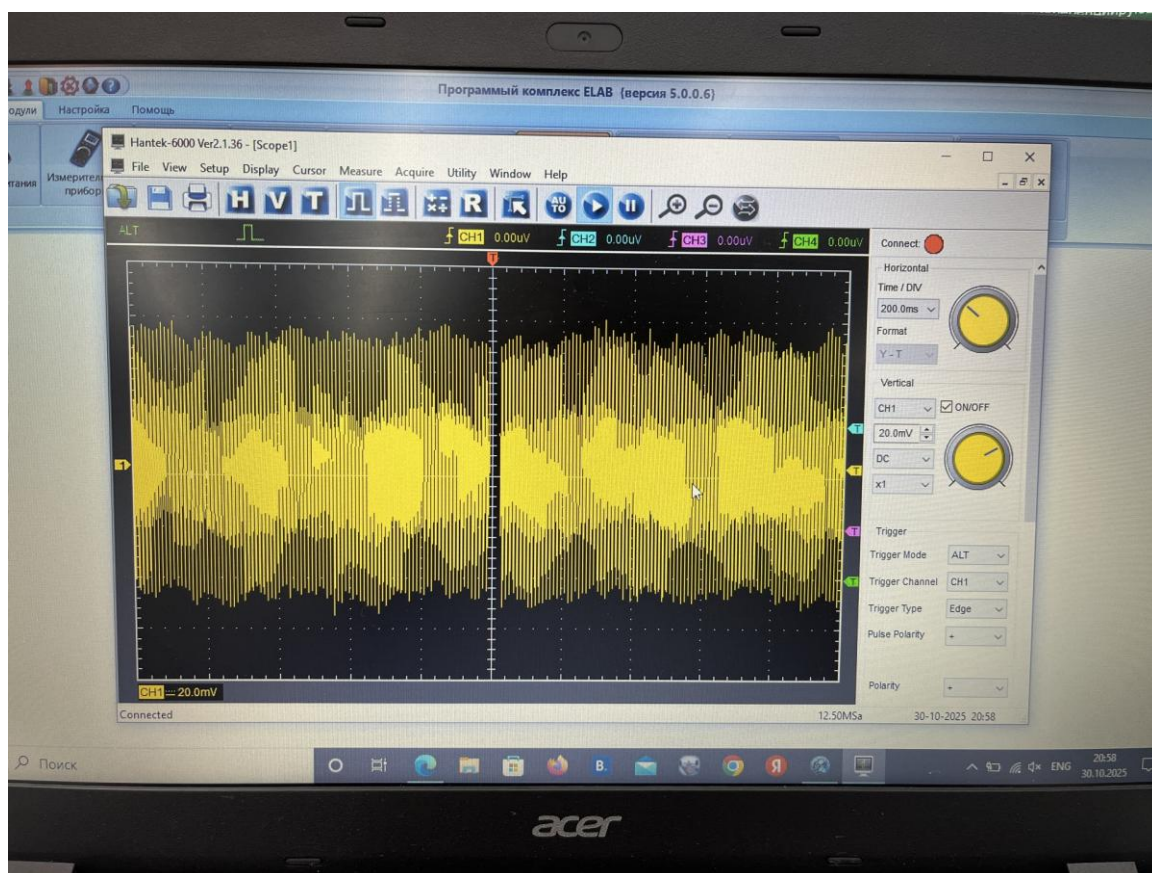 Программный комплекс ELAB (версия 5.0.0.6)
Настройка Помощь
Hantek-6000 Ver2.1.36 - [Scope1]
File View Setup Display Cursor Measure Acquire Utility Window Help
H V T R AUTO
ALT CH1 0.00uV CH2 0.00uV CH3 0.00uV CH4 0.00uV
Connect:
Horizontal
Time / DIV
200.0ms
Format
Y - T
Vertical
CH1 ON/OFF
20.0mV
DC
x1
T
1
T
T
T
T
Trigger
Trigger Mode ALT
Trigger Channel CH1
Trigger Type Edge
Pulse Polarity +
Polarity +
CH1 20.0mV
Connected 12.50MSa 30-10-2025 20:58
Поиск
B.
Я
ENG
20:58
30.10.2025
acer